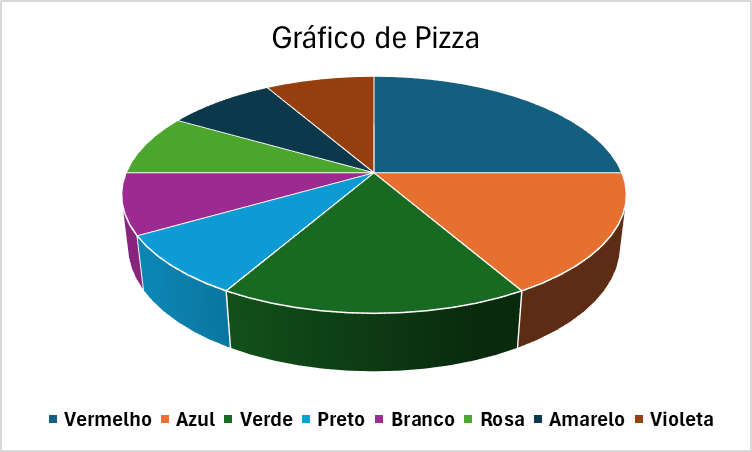 Gráfico de Pizza
Vermelho Azul Verde Preto Branco Rosa Amarelo Violeta